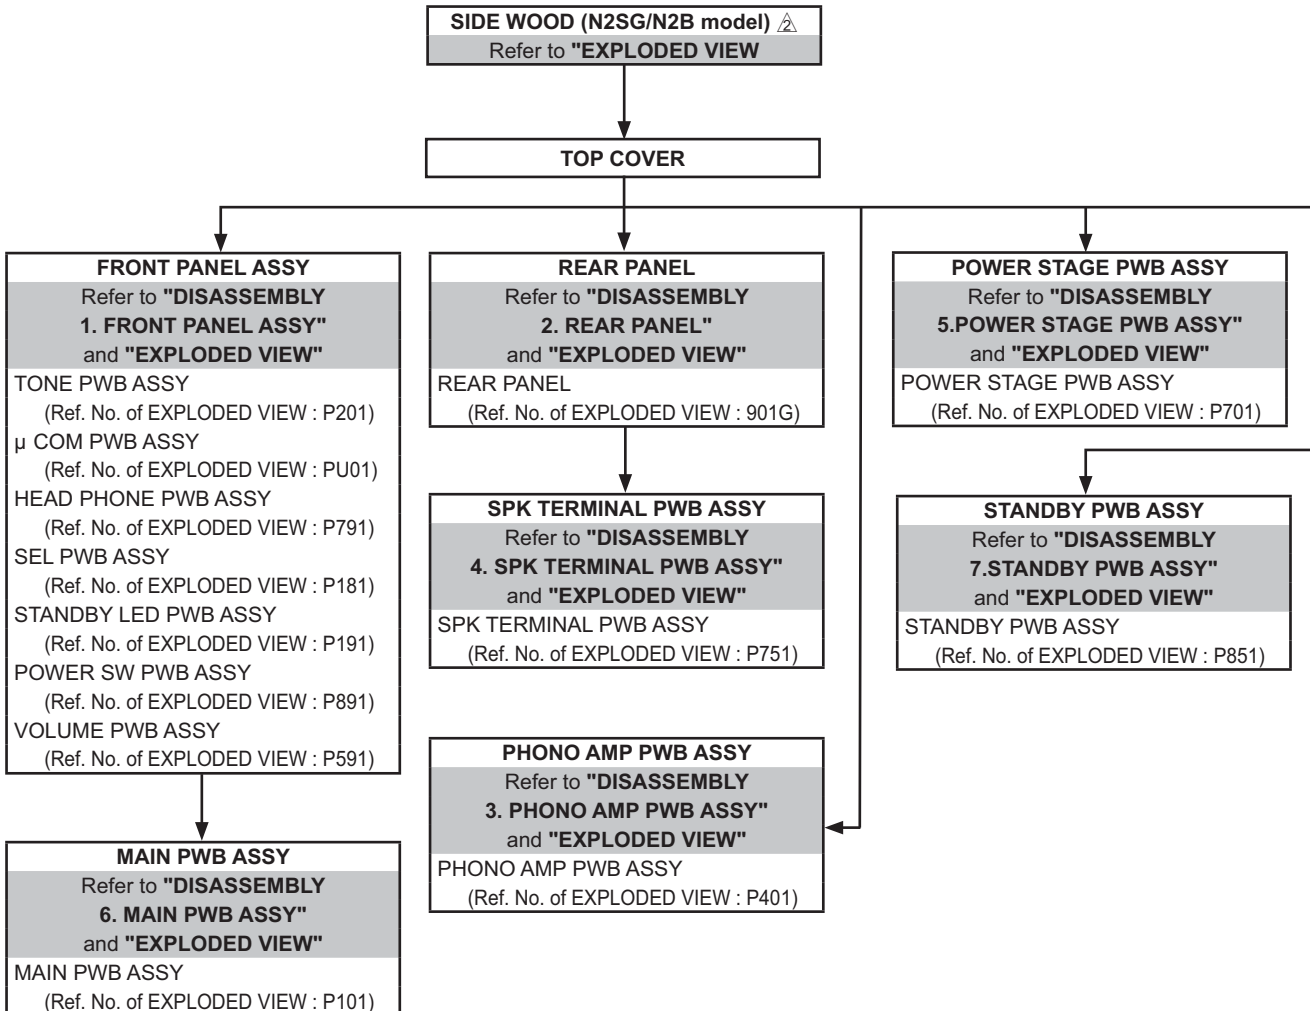 SIDE WOOD (N2SG/N2B model) 2
Refer to "EXPLODED VIEW
TOP COVER
FRONT PANEL ASSY
Refer to "DISASSEMBLY
1. FRONT PANEL ASSY"
and "EXPLODED VIEW"
TONE PWB ASSY
(Ref. No. of EXPLODED VIEW : P201)
µ COM PWB ASSY
(Ref. No. of EXPLODED VIEW : PU01)
HEAD PHONE PWB ASSY
(Ref. No. of EXPLODED VIEW : P791)
SEL PWB ASSY
(Ref. No. of EXPLODED VIEW : P181)
STANDBY LED PWB ASSY
(Ref. No. of EXPLODED VIEW : P191)
POWER SW PWB ASSY
(Ref. No. of EXPLODED VIEW : P891)
VOLUME PWB ASSY
(Ref. No. of EXPLODED VIEW : P591)
MAIN PWB ASSY
Refer to "DISASSEMBLY
6. MAIN PWB ASSY"
and "EXPLODED VIEW"
MAIN PWB ASSY
(Ref. No. of EXPLODED VIEW : P101)
REAR PANEL
Refer to "DISASSEMBLY
2. REAR PANEL"
and "EXPLODED VIEW"
REAR PANEL
(Ref. No. of EXPLODED VIEW : 901G)
SPK TERMINAL PWB ASSY
Refer to "DISASSEMBLY
4. SPK TERMINAL PWB ASSY"
and "EXPLODED VIEW"
SPK TERMINAL PWB ASSY
(Ref. No. of EXPLODED VIEW : P751)
PHONO AMP PWB ASSY
Refer to "DISASSEMBLY
3. PHONO AMP PWB ASSY"
and "EXPLODED VIEW"
PHONO AMP PWB ASSY
(Ref. No. of EXPLODED VIEW : P401)
POWER STAGE PWB ASSY
Refer to "DISASSEMBLY
5.POWER STAGE PWB ASSY"
and "EXPLODED VIEW"
POWER STAGE PWB ASSY
(Ref. No. of EXPLODED VIEW : P701)
STANDBY PWB ASSY
Refer to "DISASSEMBLY
7.STANDBY PWB ASSY"
and "EXPLODED VIEW"
STANDBY PWB ASSY
(Ref. No. of EXPLODED VIEW : P851)